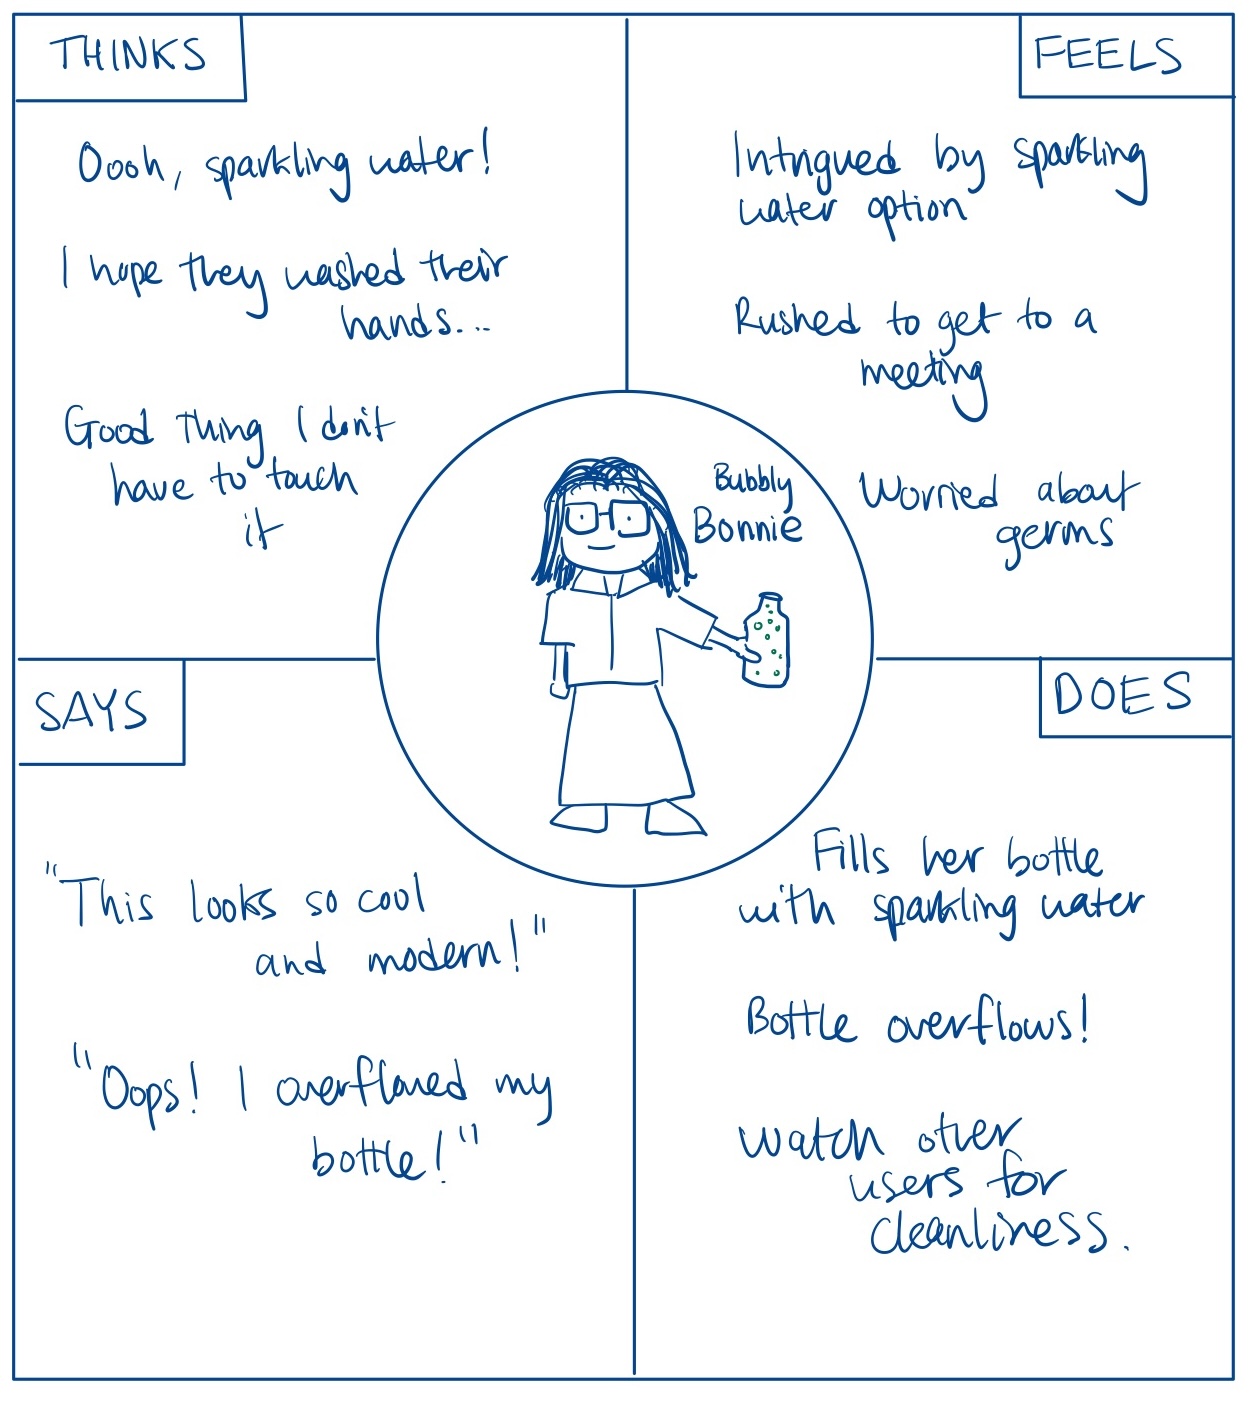 THINKS
Oooh, sparkling water!
I hope they washed their
hands...
Good thing I don't
have to touch
it
FEELS
Intrigued by sparkling
water option
Rushed to get to a
meeting
Worried about
germs
Bubbly
Bonnie
SAYS
"This looks so cool
and modern!"
"Oops! I overflowed my
bottle!"
DOES
Fills her bottle
with sparkling water
Bottle overflows!
Watch other
users for
cleanliness.